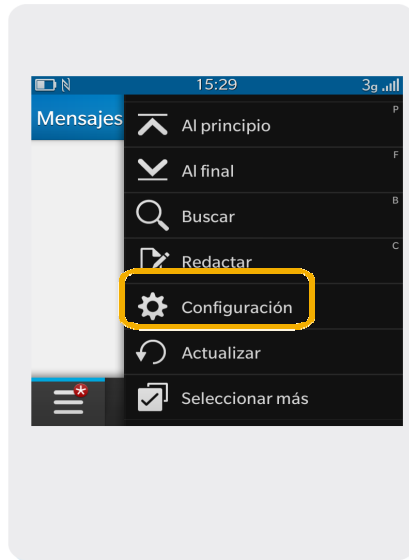 15:29
3g
Mensajes
Al principio
P
Al final
F
Buscar
B
Redactar
C
Configuración
Actualizar
Seleccionar más